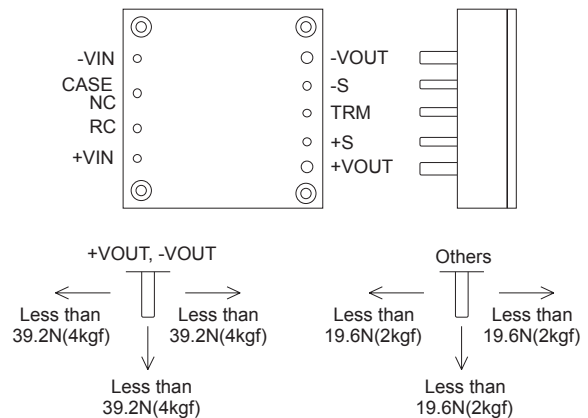 -VIN
CASE
NC
RC
+VIN
-VOUT
-S
TRM
+S
+VOUT
+VOUT, -VOUT
Less than
39.2N(4kgf)
Less than
39.2N(4kgf)
Less than
39.2N(4kgf)
Others
Less than
19.6N(2kgf)
Less than
19.6N(2kgf)
Less than
19.6N(2kgf)